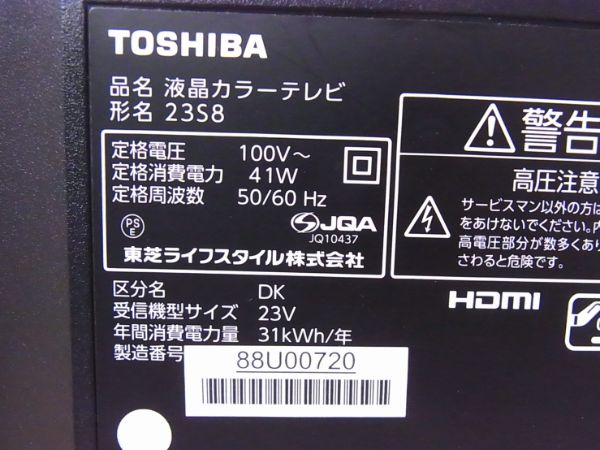 TOSHIBA
品名 液晶カラーテレビ
形名 23S8
定格電圧 100V～
定格消費電力 41W
定格周波数 50/60 Hz
PS
E
JQA
JQ10437
東芝ライフスタイル株式会社
区分名 DK
受信機型サイズ 23V
年間消費電力量 31kWh/年
製造番号
88U00720
警告
高圧注意
サービスマン以外の方は
をあけないでください。内
高電圧部分が数多くあり
さわると危険です。
HDMI